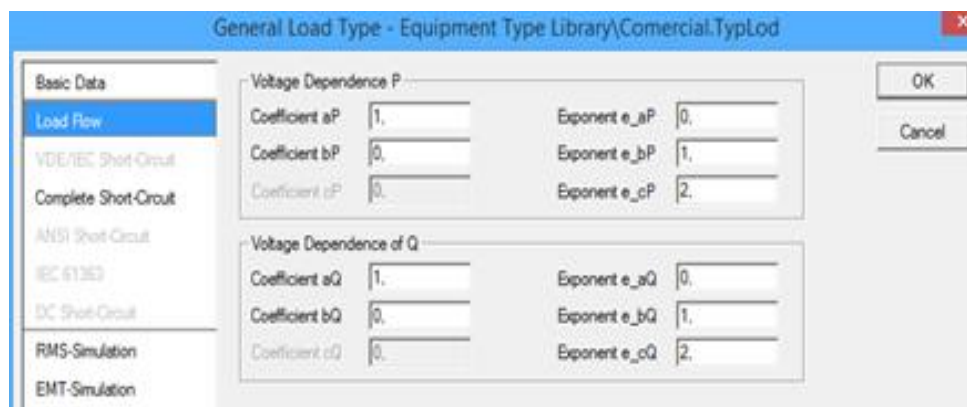 General Load Type - Equipment Type Library\Comercial.TypLod
x
Basic Data
Load Flow
VDE/IEC Short-Circuit
Complete Short-Circuit
ANSI Short-Circuit
IEC 61363
DC Short-Circuit
RMS-Simulation
EMT-Simulation
Voltage Dependence P
Coefficient aP 1, Exponent e_aP 0,
Coefficient bP 0, Exponent e_bP 1,
Coefficient cP 0, Exponent e_cP 2,
Voltage Dependence of Q
Coefficient aQ 1, Exponent e_aQ 0,
Coefficient bQ 0, Exponent e_bQ 1,
Coefficient cQ 0, Exponent e_cQ 2,
OK
Cancel